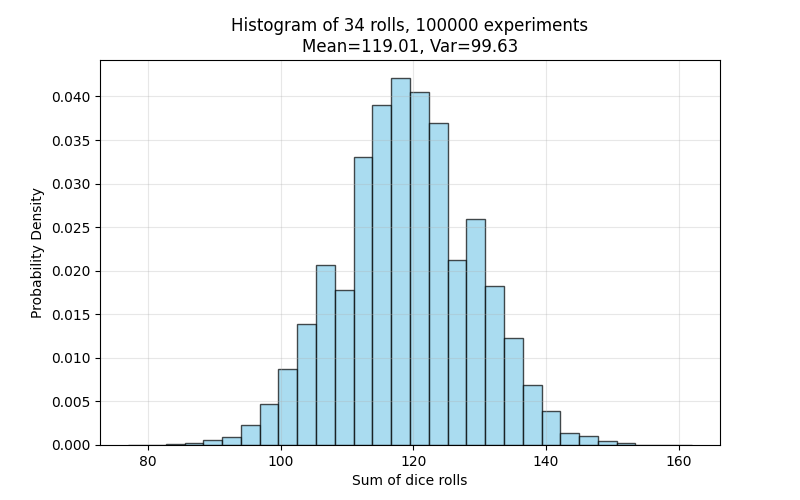 Histogram of 34 rolls, 100000 experiments
Mean=119.01, Var=99.63
0.040
0.035
0.030
0.025
0.020
0.015
0.010
0.005
0.000
Probability Density
80 100 120 140 160
Sum of dice rolls